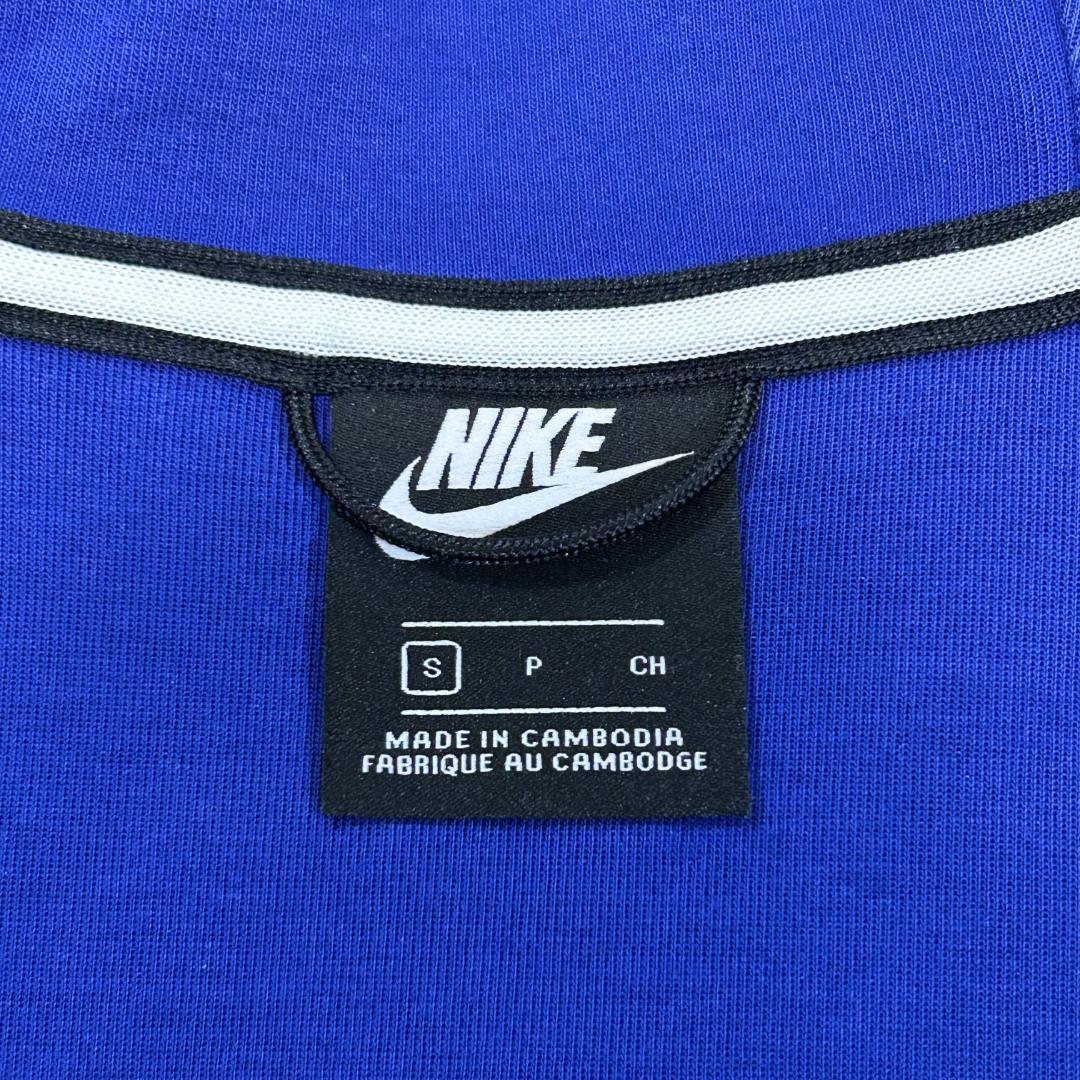 NIKE
S P CH
MADE IN CAMBODIA
FABRIQUE AU CAMBODGE